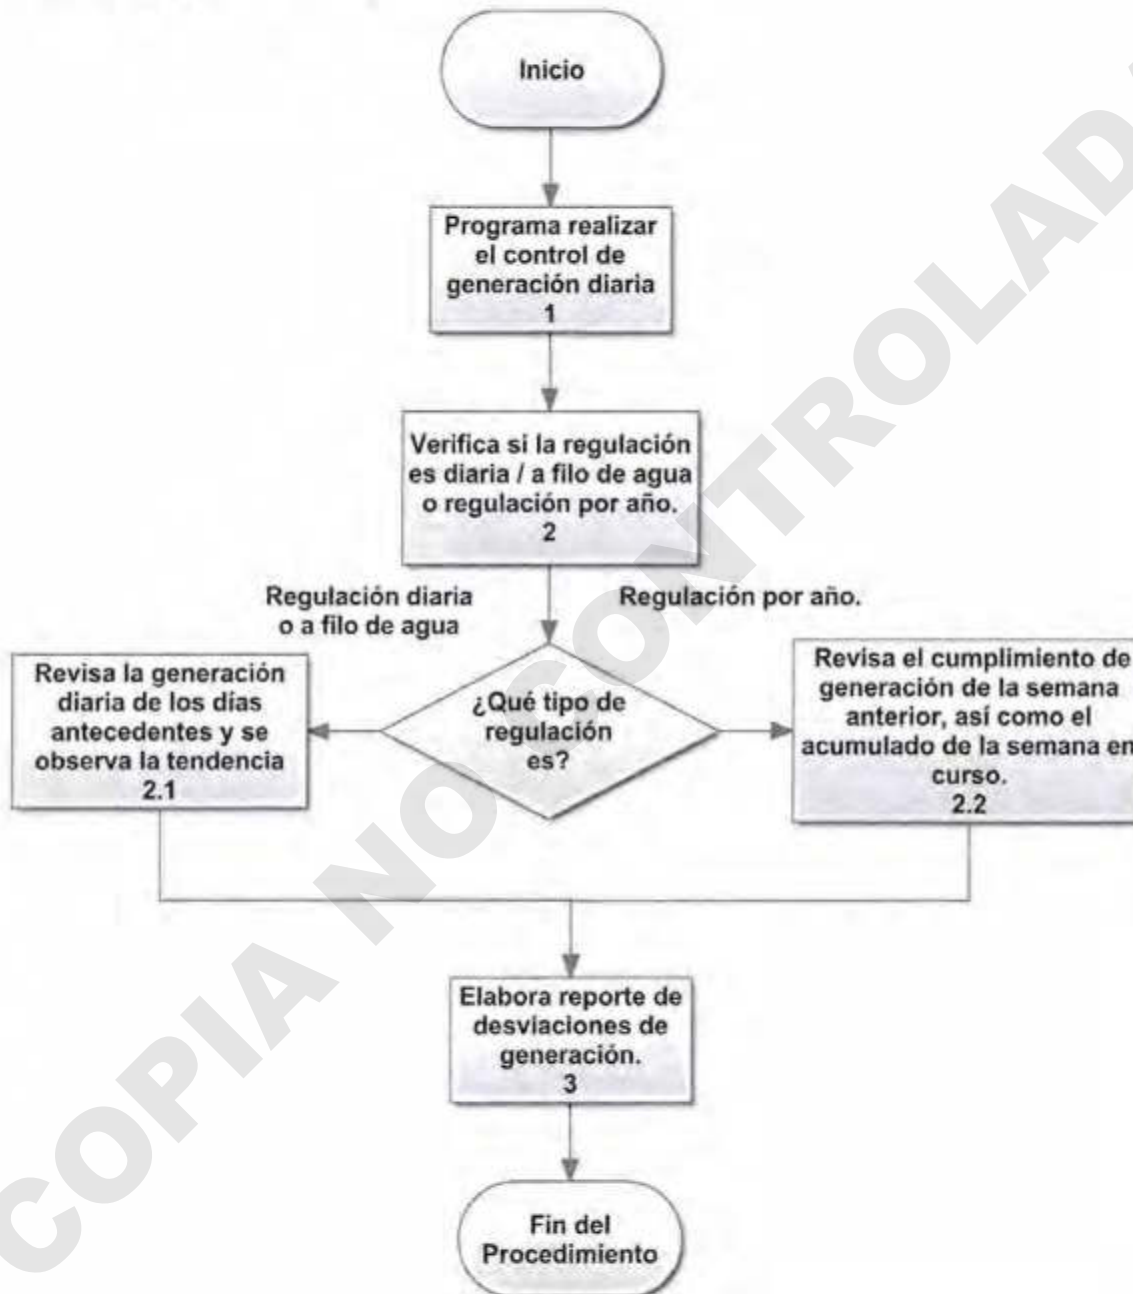 Inicio
Programa realizar
el control de
generación diaria
1
Verifica si la regulación
es diaria / a filo de agua
o regulación por año.
2
Regulación diaria
o a filo de agua
Regulación por año.
¿Qué tipo de
regulación
es?
Revisa la generación
diaria de los días
antecedentes y se
observa la tendencia
2.1
Revisa el cumplimiento de
generación de la semana
anterior, así como el
acumulado de la semana en
curso.
2.2
Elabora reporte de
desviaciones de
generación.
3
Fin del
Procedimiento
COPIA NO CONTROLADA